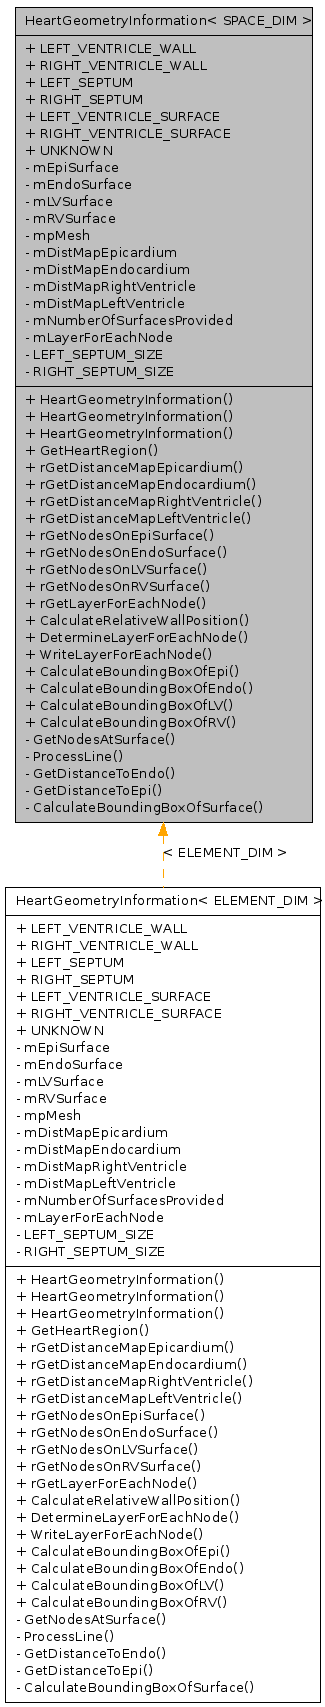 HeartGeometryInformation< SPACE_DIM >
+ LEFT_VENTRICLE_WALL
+ RIGHT_VENTRICLE_WALL
+ LEFT_SEPTUM
+ RIGHT_SEPTUM
+ LEFT_VENTRICLE_SURFACE
+ RIGHT_VENTRICLE_SURFACE
+ UNKNOWN
- mEpiSurface
- mEndoSurface
- mLVSurface
- mRVSurface
- mpMesh
- mDistMapEpicardium
- mDistMapEndocardium
- mDistMapRightVentricle
- mDistMapLeftVentricle
- mNumberOfSurfacesProvided
- mLayerForEachNode
- LEFT_SEPTUM_SIZE
- RIGHT_SEPTUM_SIZE
+ HeartGeometryInformation()
+ HeartGeometryInformation()
+ HeartGeometryInformation()
+ GetHeartRegion()
+ rGetDistanceMapEpicardium()
+ rGetDistanceMapEndocardium()
+ rGetDistanceMapRightVentricle()
+ rGetDistanceMapLeftVentricle()
+ rGetNodesOnEpiSurface()
+ rGetNodesOnEndoSurface()
+ rGetNodesOnLVSurface()
+ rGetNodesOnRVSurface()
+ rGetLayerForEachNode()
+ CalculateRelativeWallPosition()
+ DetermineLayerForEachNode()
+ WriteLayerForEachNode()
+ CalculateBoundingBoxOfEpi()
+ CalculateBoundingBoxOfEndo()
+ CalculateBoundingBoxOfLV()
+ CalculateBoundingBoxOfRV()
- GetNodesAtSurface()
- ProcessLine()
- GetDistanceToEndo()
- GetDistanceToEpi()
- CalculateBoundingBoxOfSurface()
< ELEMENT_DIM >
HeartGeometryInformation< ELEMENT_DIM >
+ LEFT_VENTRICLE_WALL
+ RIGHT_VENTRICLE_WALL
+ LEFT_SEPTUM
+ RIGHT_SEPTUM
+ LEFT_VENTRICLE_SURFACE
+ RIGHT_VENTRICLE_SURFACE
+ UNKNOWN
- mEpiSurface
- mEndoSurface
- mLVSurface
- mRVSurface
- mpMesh
- mDistMapEpicardium
- mDistMapEndocardium
- mDistMapRightVentricle
- mDistMapLeftVentricle
- mNumberOfSurfacesProvided
- mLayerForEachNode
- LEFT_SEPTUM_SIZE
- RIGHT_SEPTUM_SIZE
+ HeartGeometryInformation()
+ HeartGeometryInformation()
+ HeartGeometryInformation()
+ GetHeartRegion()
+ rGetDistanceMapEpicardium()
+ rGetDistanceMapEndocardium()
+ rGetDistanceMapRightVentricle()
+ rGetDistanceMapLeftVentricle()
+ rGetNodesOnEpiSurface()
+ rGetNodesOnEndoSurface()
+ rGetNodesOnLVSurface()
+ rGetNodesOnRVSurface()
+ rGetLayerForEachNode()
+ CalculateRelativeWallPosition()
+ DetermineLayerForEachNode()
+ WriteLayerForEachNode()
+ CalculateBoundingBoxOfEpi()
+ CalculateBoundingBoxOfEndo()
+ CalculateBoundingBoxOfLV()
+ CalculateBoundingBoxOfRV()
- GetNodesAtSurface()
- ProcessLine()
- GetDistanceToEndo()
- GetDistanceToEpi()
- CalculateBoundingBoxOfSurface()